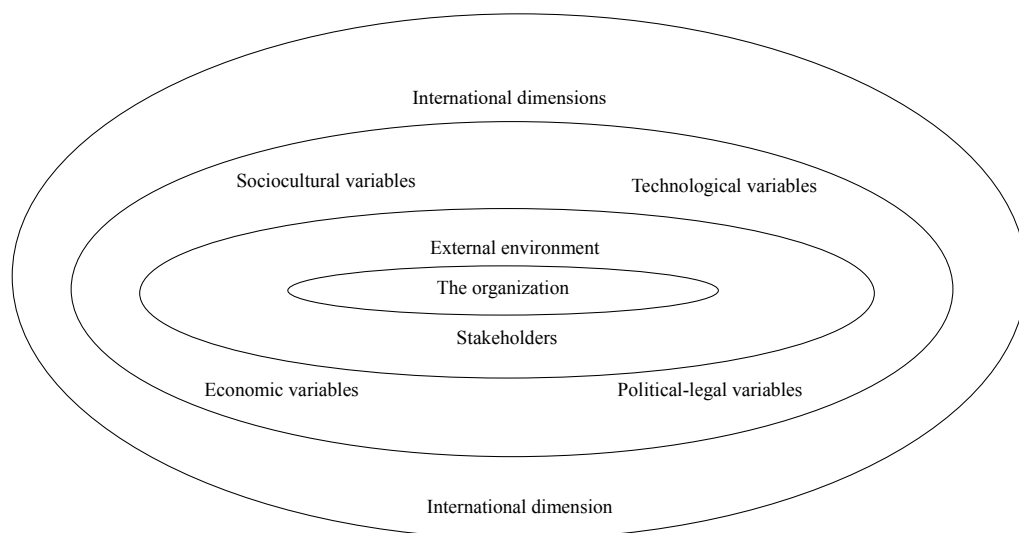 International dimensions
Sociocultural variables
Technological variables
External environment
The organization
Stakeholders
Economic variables
Political-legal variables
International dimension